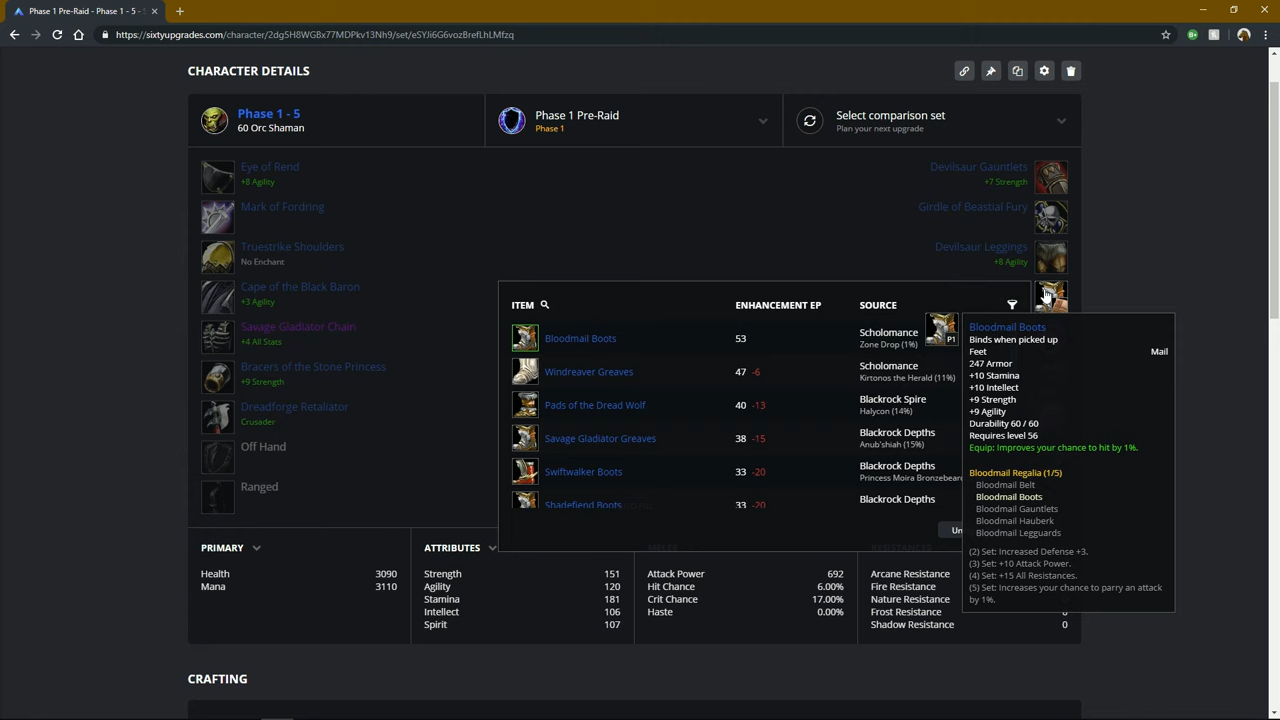 Phase 1 Pre-Raid - Phase 1 - 5 -
https://sixtyupgrades.com/character/2dg5H8WGBx77MDPkv13Nh9/set/eSYJi6G6vozBrefLhLMfzq
CHARACTER DETAILS
Phase 1 - 5
60 Orc Shaman
Phase 1 Pre-Raid
Phase 1
Select comparison set
Plan your next upgrade
Eye of Rend
+8 Agility
Mark of Fordring
Truestrike Shoulders
No Enchant
Cape of the Black Baron
+3 Agility
Savage Gladiator Chain
+4 All Stats
Bracers of the Stone Princess
+9 Strength
Dreadforge Retaliator
Crusader
Off Hand
Ranged
Devilsaur Gauntlets
+7 Strength
Girdle of Beastial Fury
Devilsaur Leggings
+8 Agility
ITEM ENHANCEMENT EP SOURCE
Bloodmail Boots 53 Scholomance
Zone Drop (1%)
Windreaver Greaves 47 -6 Scholomance
Kirtonos the Herald (11%)
Pads of the Dread Wolf 40 -13 Blackrock Spire
Halycon (14%)
Savage Gladiator Greaves 38 -15 Blackrock Depths
Anub'shiah (15%)
Swiftwalker Boots 33 -20 Blackrock Depths
Princess Moira Bronzebeard
Shadefiend Boots 33 -20 Blackrock Depths
Un
P1
Bloodmail Boots
Binds when picked up
Feet Mail
247 Armor
+10 Stamina
+10 Intellect
+9 Strength
+9 Agility
Durability 60 / 60
Requires level 56
Equip: Improves your chance to hit by 1%.
Bloodmail Regalia (1/5)
Bloodmail Belt
Bloodmail Boots
Bloodmail Gauntlets
Bloodmail Hauberk
Bloodmail Legguards
(2) Set: Increased Defense +3.
(3) Set: +10 Attack Power.
(4) Set: +15 All Resistances.
(5) Set: Increases your chance to parry an attack
by 1%.
PRIMARY
Health 3090
Mana 3110
ATTRIBUTES
Strength 151
Agility 120
Stamina 181
Intellect 106
Spirit 107
MELEE
Attack Power 692
Hit Chance 6.00%
Crit Chance 17.00%
Haste 0.00%
RESISTANCES
Arcane Resistance
Fire Resistance
Nature Resistance
Frost Resistance
Shadow Resistance 0
CRAFTING